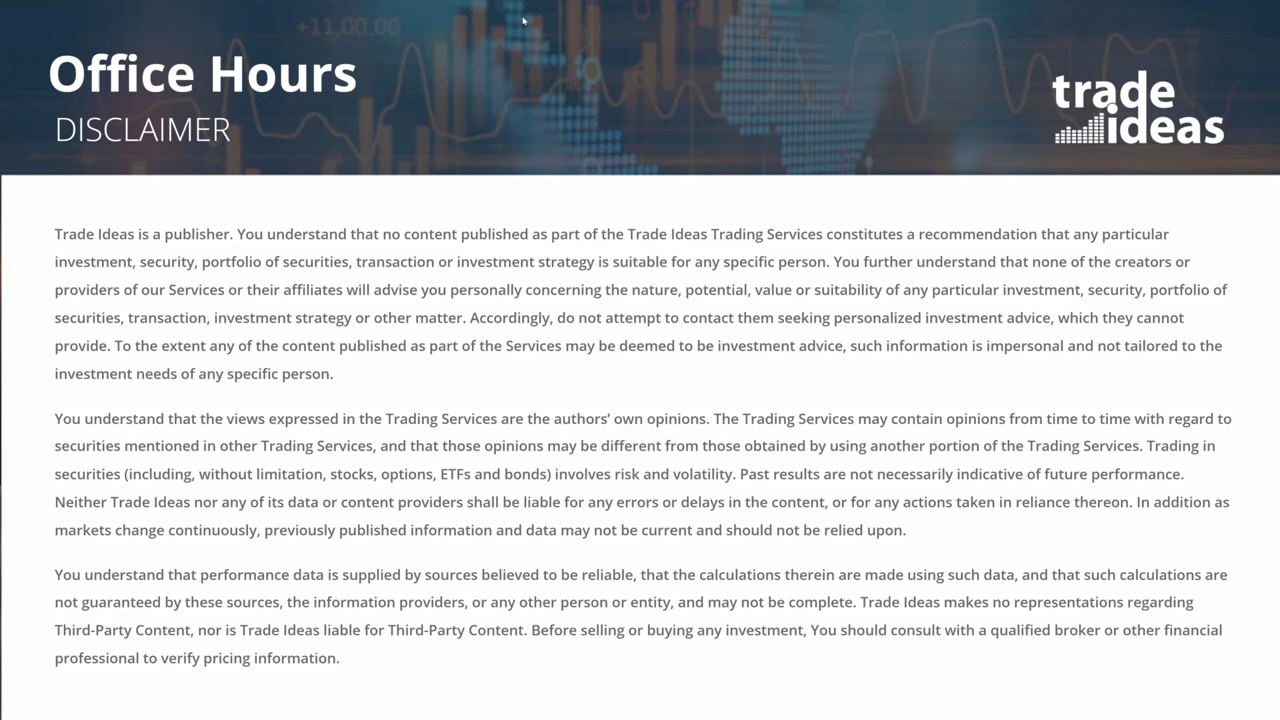 +11,00.00
Office Hours
DISCLAIMER
trade
ideas
Trade Ideas is a publisher. You understand that no content published as part of the Trade Ideas Trading Services constitutes a recommendation that any particular
investment, security, portfolio of securities, transaction or investment strategy is suitable for any specific person. You further understand that none of the creators or
providers of our Services or their affiliates will advise you personally concerning the nature, potential, value or suitability of any particular investment, security, portfolio of
securities, transaction, investment strategy or other matter. Accordingly, do not attempt to contact them seeking personalized investment advice, which they cannot
provide. To the extent any of the content published as part of the Services may be deemed to be investment advice, such information is impersonal and not tailored to the
investment needs of any specific person.
You understand that the views expressed in the Trading Services are the authors’ own opinions. The Trading Services may contain opinions from time to time with regard to
securities mentioned in other Trading Services, and that those opinions may be different from those obtained by using another portion of the Trading Services. Trading in
securities (including, without limitation, stocks, options, ETFs and bonds) involves risk and volatility. Past results are not necessarily indicative of future performance.
Neither Trade Ideas nor any of its data or content providers shall be liable for any errors or delays in the content, or for any actions taken in reliance thereon. In addition as
markets change continuously, previously published information and data may not be current and should not be relied upon.
You understand that performance data is supplied by sources believed to be reliable, that the calculations therein are made using such data, and that such calculations are
not guaranteed by these sources, the information providers, or any other person or entity, and may not be complete. Trade Ideas makes no representations regarding
Third-Party Content, nor is Trade Ideas liable for Third-Party Content. Before selling or buying any investment, You should consult with a qualified broker or other financial
professional to verify pricing information.